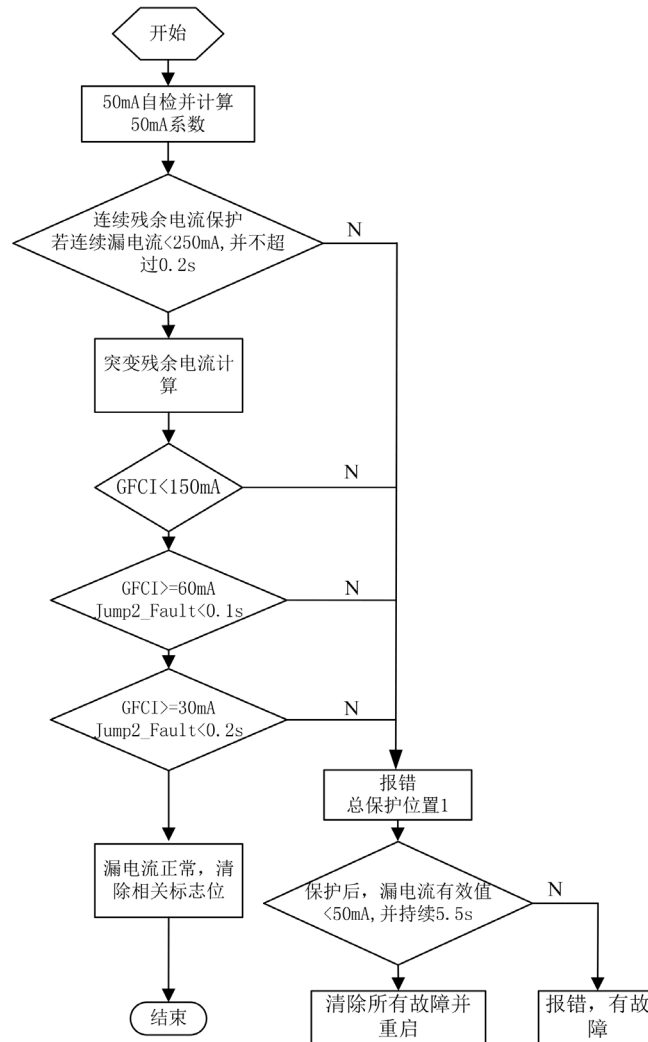 开始
50mA自检并计算
50mA系数
连续残余电流保护
若连续漏电流<250mA,并不超
过0.2s
N
突变残余电流计
算
GFCI<150mA
N
GFCI>=60mA
Jump2_Fault<0.1s
N
GFCI>=30mA
Jump2_Fault<0.2s
N
报错
总保护位置1
漏电流正常，清
除相关标志位
保护后，漏电流有效值
<50mA,并持续5.5s
N
结束
清除所有故障并
重启
报错，有故
障